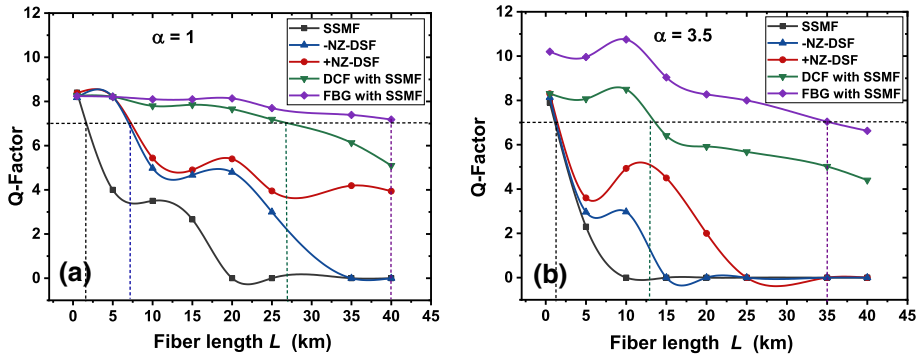 12
10
8
6
4
2
0
Q-Factor
α = 1
SSMF
-NZ-DSF
+NZ-DSF
DCF with SSMF
FBG with SSMF
(a)
0 5 10 15 20 25 30 35 40 45
Fiber length L (km)
12
10
8
6
4
2
0
Q-Factor
α = 3.5
SSMF
-NZ-DSF
+NZ-DSF
DCF with SSMF
FBG with SSMF
(b)
0 5 10 15 20 25 30 35 40 45
Fiber length L (km)